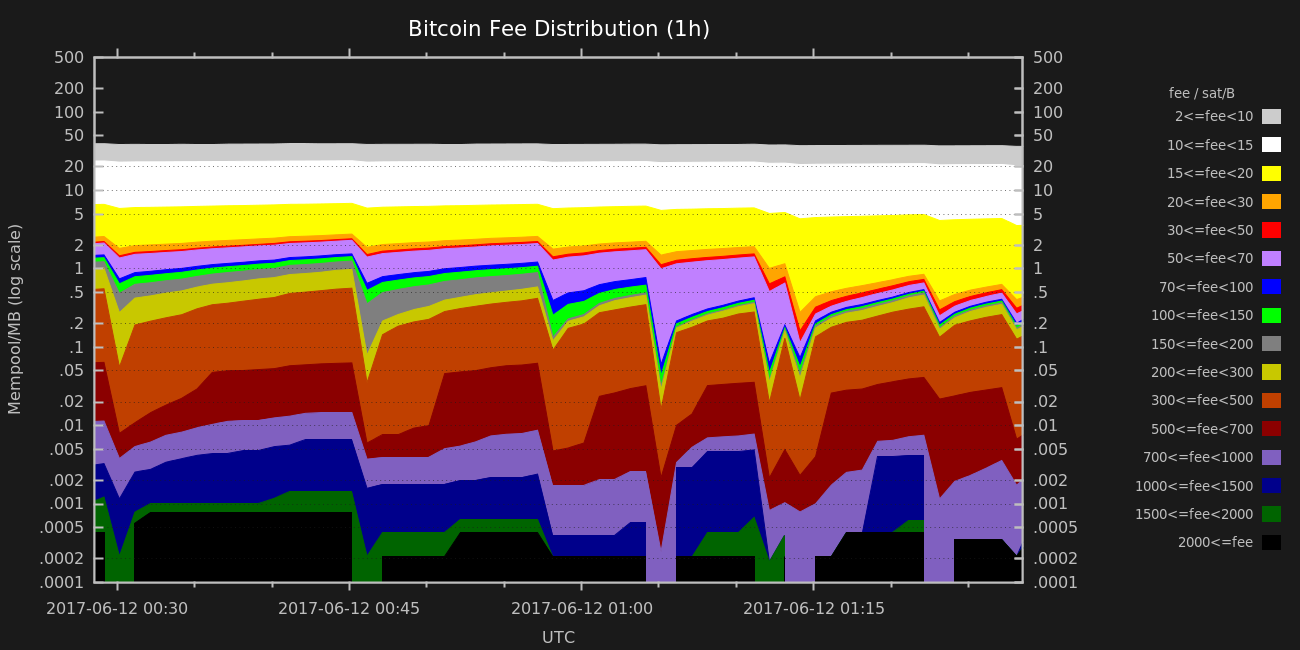 Bitcoin Fee Distribution (1h)
Mempool/MB (log scale)
500
200
100
50
20
10
5
2
1
.5
.2
.1
.05
.02
.01
.005
.002
.001
.0005
.0002
.0001
500
200
100
50
20
10
5
2
1
.5
.2
.1
.05
.02
.01
.005
.002
.001
.0005
.0002
.0001
2017-06-12 00:30 2017-06-12 00:45 2017-06-12 01:00 2017-06-12 01:15
UTC
fee / sat/B
2<=fee<10
10<=fee<15
15<=fee<20
20<=fee<30
30<=fee<50
50<=fee<70
70<=fee<100
100<=fee<150
150<=fee<200
200<=fee<300
300<=fee<500
500<=fee<700
700<=fee<1000
1000<=fee<1500
1500<=fee<2000
2000<=fee